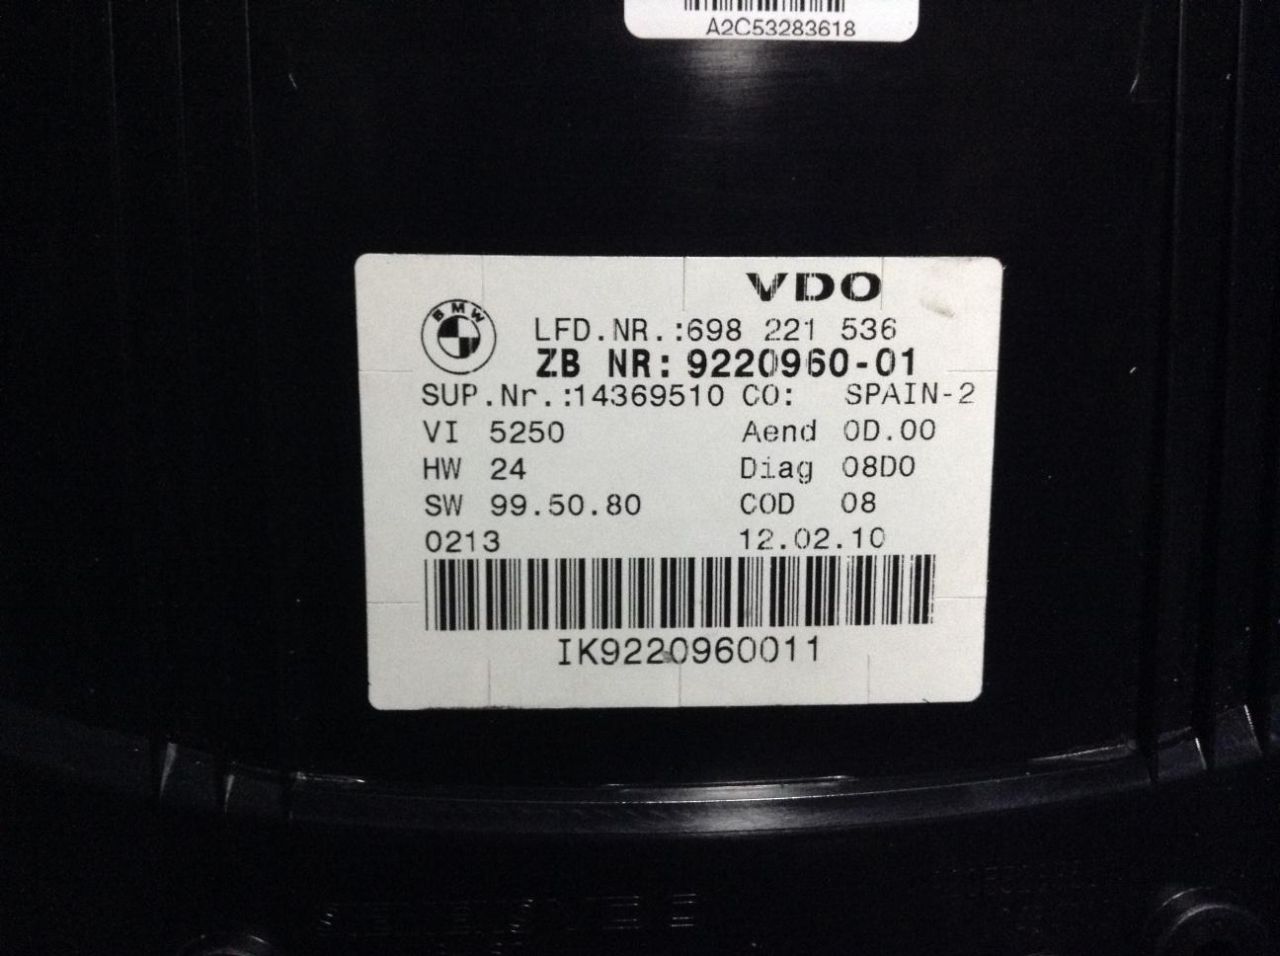 A2C53283618
VDO
BMW
LFD.NR.:698 221 536
ZB NR: 9220960-01
SUP.Nr.:14369510 CO: SPAIN-2
VI 5250 Aend 0D.00
HW 24 Diag 08D0
SW 99.50.80 COD 08
0213 12.02.10
IK9220960011